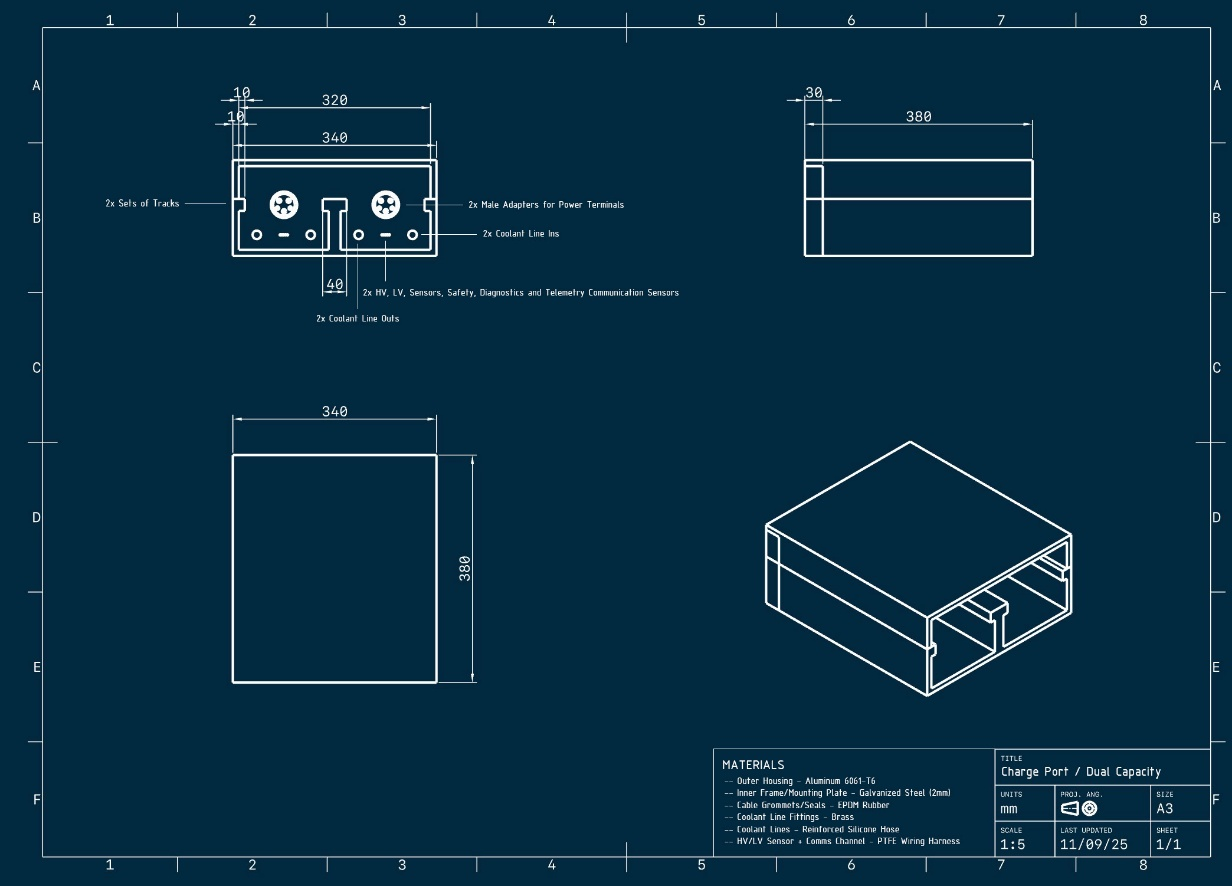 1 2 3 4 5 6 7 8
A A
10
320
30
10
380
340
2x Sets of Tracks
2x Male Adapters for Power Terminals
B B
2x Coolant Line Ins
40
2x HV, LV, Sensors, Safety, Diagnostics and Telemetry Communication Sensors
2x Coolant Line Outs
C C
340
D D
380
E E
MATERIALS
-- Outer Housing - Aluminum 6061-T6
-- Inner Frame/Mounting Plate - Galvanized Steel (2mm)
-- Cable Grommets/Seals - EPDM Rubber
-- Coolant Line Fittings - Brass
-- Coolant Lines - Reinforced Silicone Hose
-- HV/LV Sensor + Comms Channel - PTFE Wiring Harness
TITLE
Charge Port / Dual Capacity
UNITS
mm
PROJ. ANG.
SIZE
A3
SCALE
1:5
LAST UPDATED
11/09/25
SHEET
1/1
F F
1 2 3 4 5 6 7 8